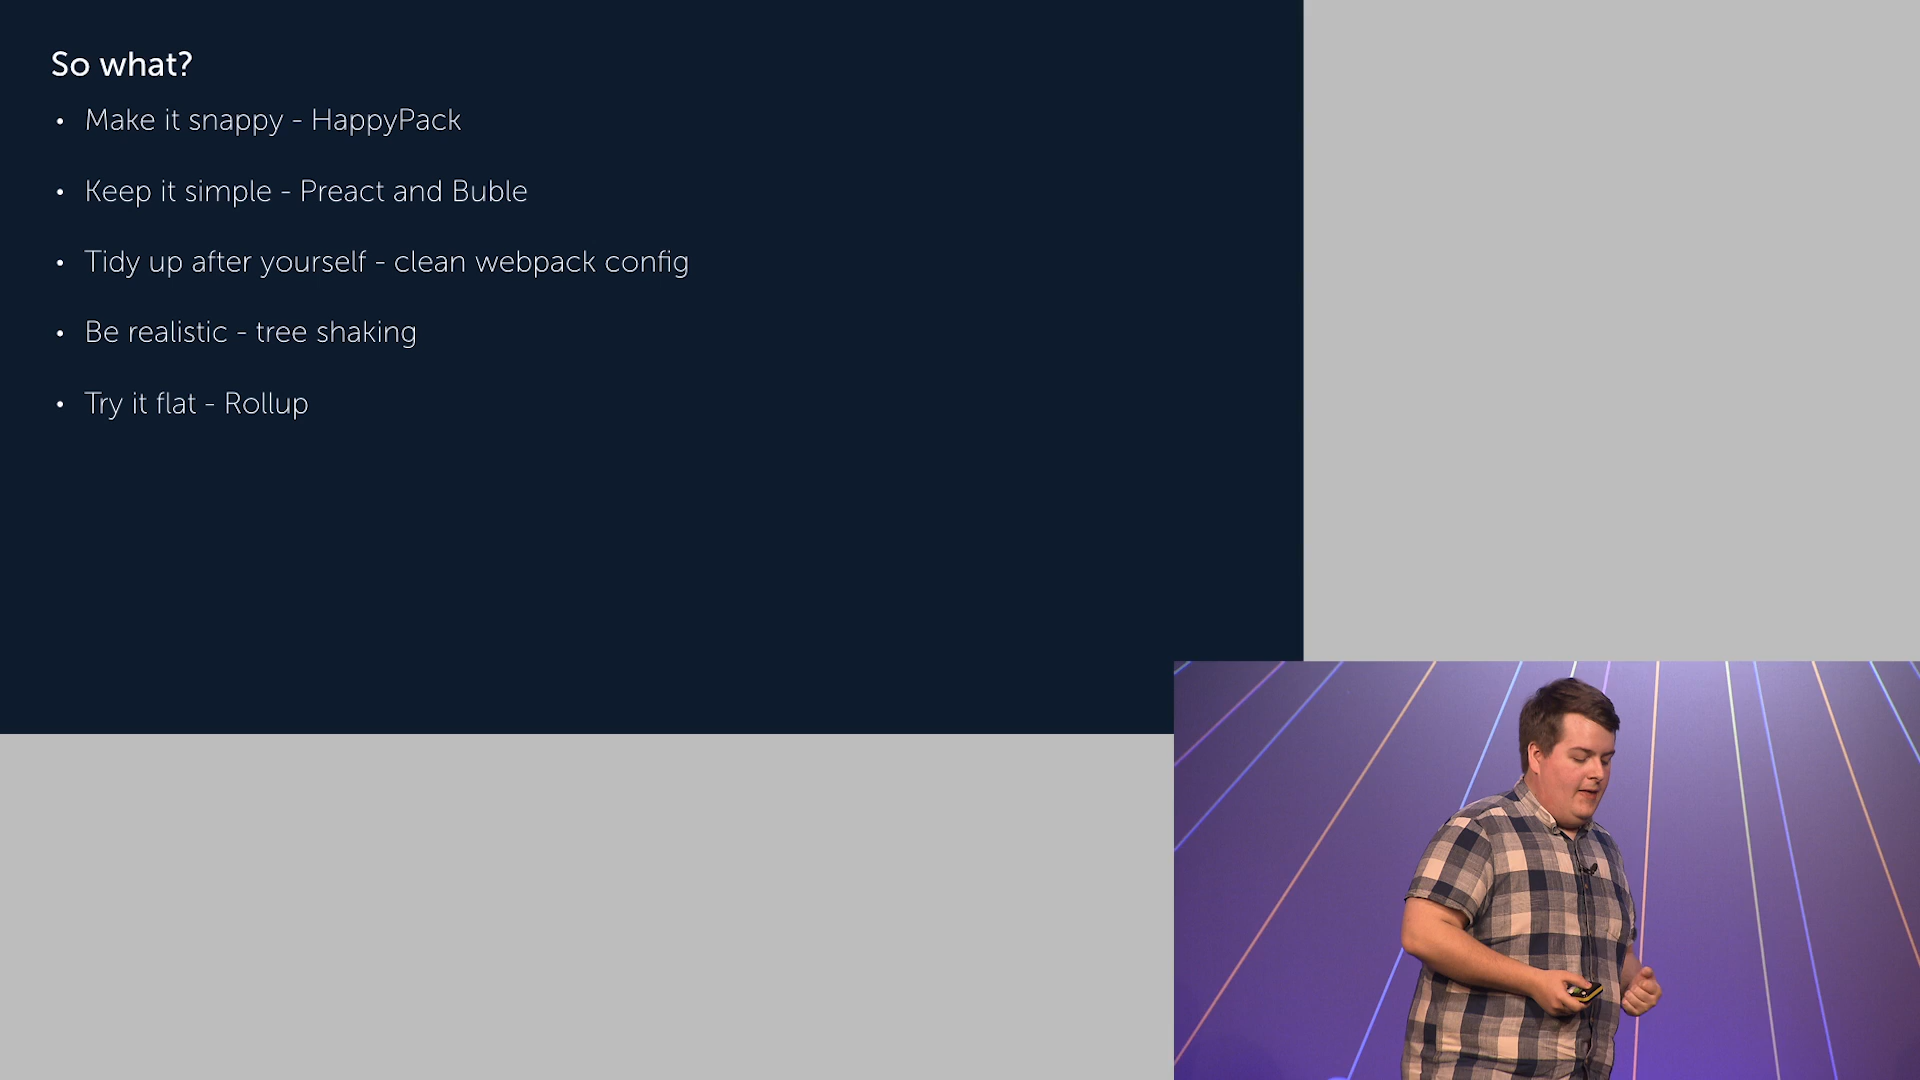 So what?
• Make it snappy - HappyPack
• Keep it simple - Preact and Buble
• Tidy up after yourself - clean webpack config
• Be realistic - tree shaking
• Try it flat - Rollup